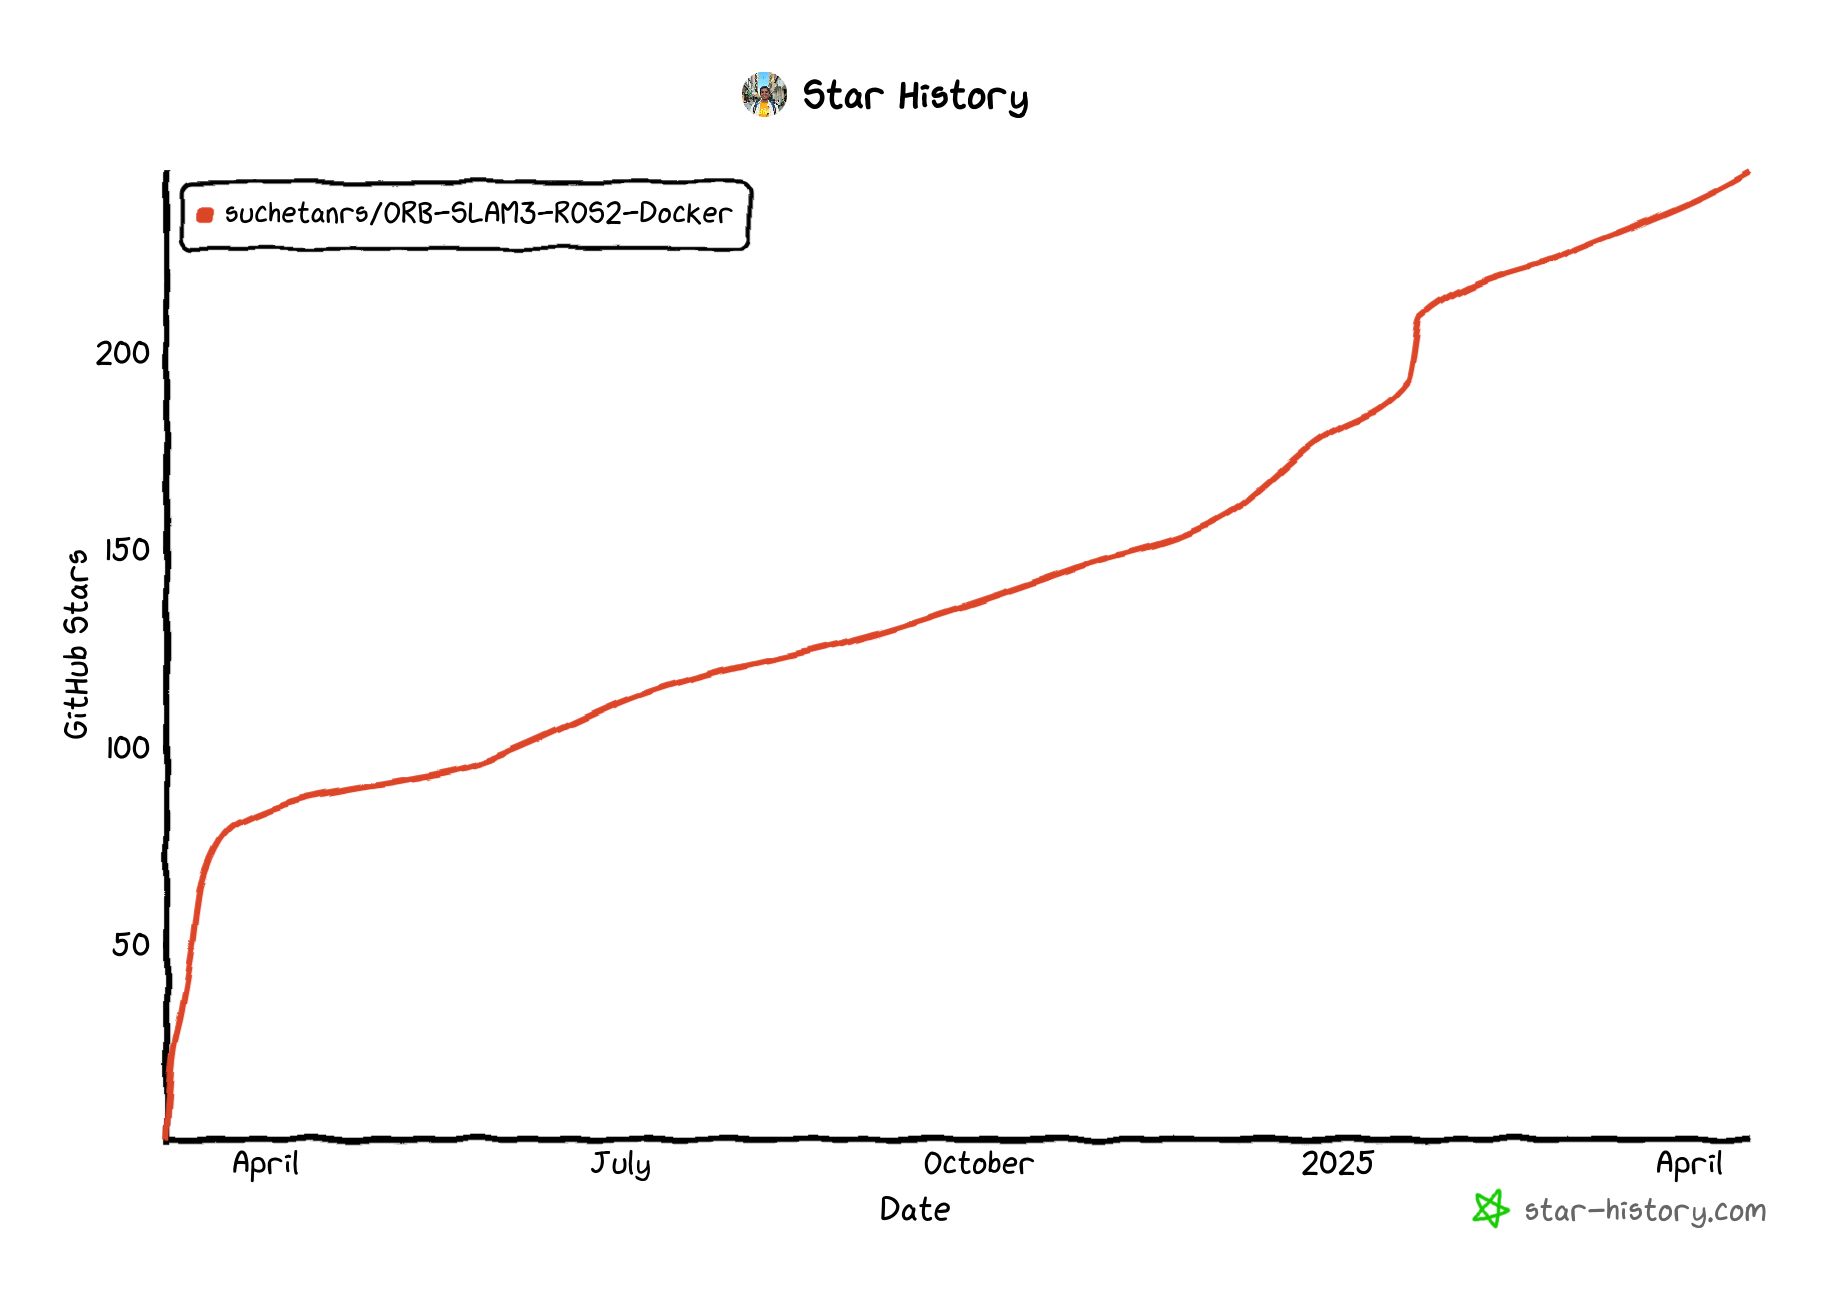 Star History
suchetanrs/ORB-SLAM3-ROS2-Docker
200
150
100
50
GitHub Stars
April July October 2025 April
Date
star-history.com